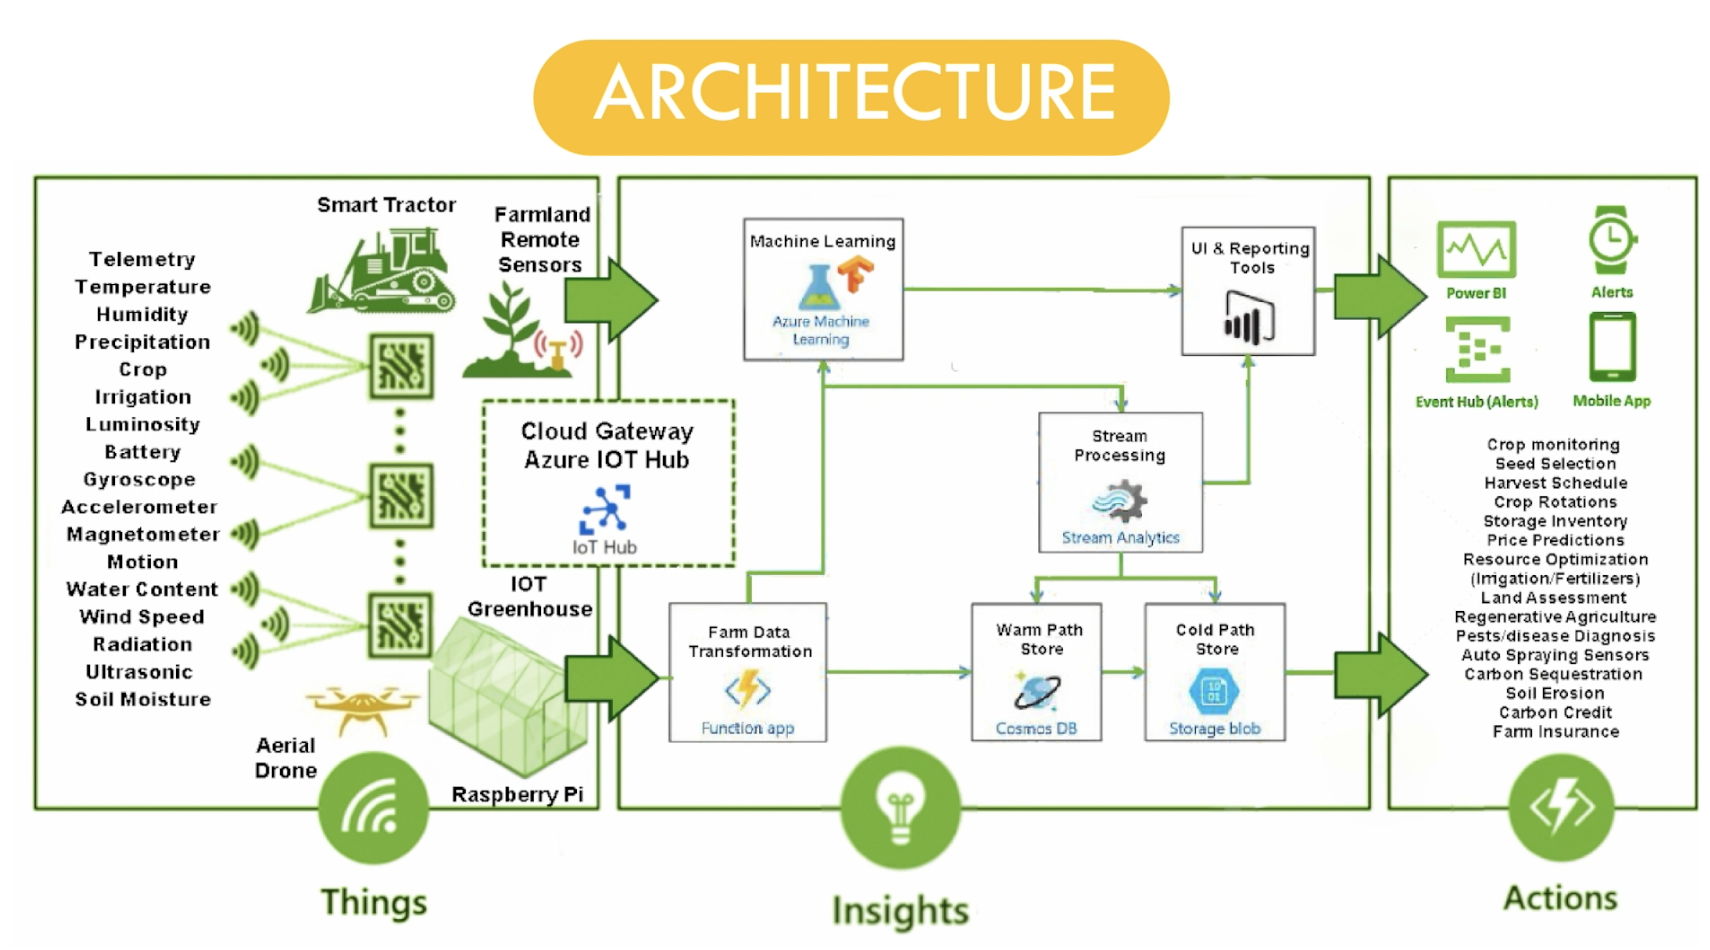 ARCHITECTURE
Smart Tractor
Farmland
Remote
Sensors
Telemetry
Temperature
Humidity
Precipitation
Crop
Irrigation
Luminosity
Battery
Gyroscope
Accelerometer
Magnetometer
Motion
Water Content
Wind Speed
Radiation
Ultrasonic
Soil Moisture
Cloud Gateway
Azure IOT Hub
IoT Hub
IOT
Greenhouse
Aerial
Drone
Raspberry Pi
Things
Machine Learning
Azure Machine
Learning
UI & Reporting
Tools
Stream
Processing
Stream Analytics
Farm Data
Transformation
Function app
Warm Path
Store
Cosmos DB
Cold Path
Store
10
01
Storage blob
Insights
Power BI
Alerts
Event Hub (Alerts)
Mobile App
Crop monitoring
Seed Selection
Harvest Schedule
Crop Rotations
Storage Inventory
Price Predictions
Resource Optimization
(Irrigation/Fertilizers)
Land Assessment
Regenerative Agriculture
Pests/disease Diagnosis
Auto Spraying Sensors
Carbon Sequestration
Soil Erosion
Carbon Credit
Farm Insurance
Actions